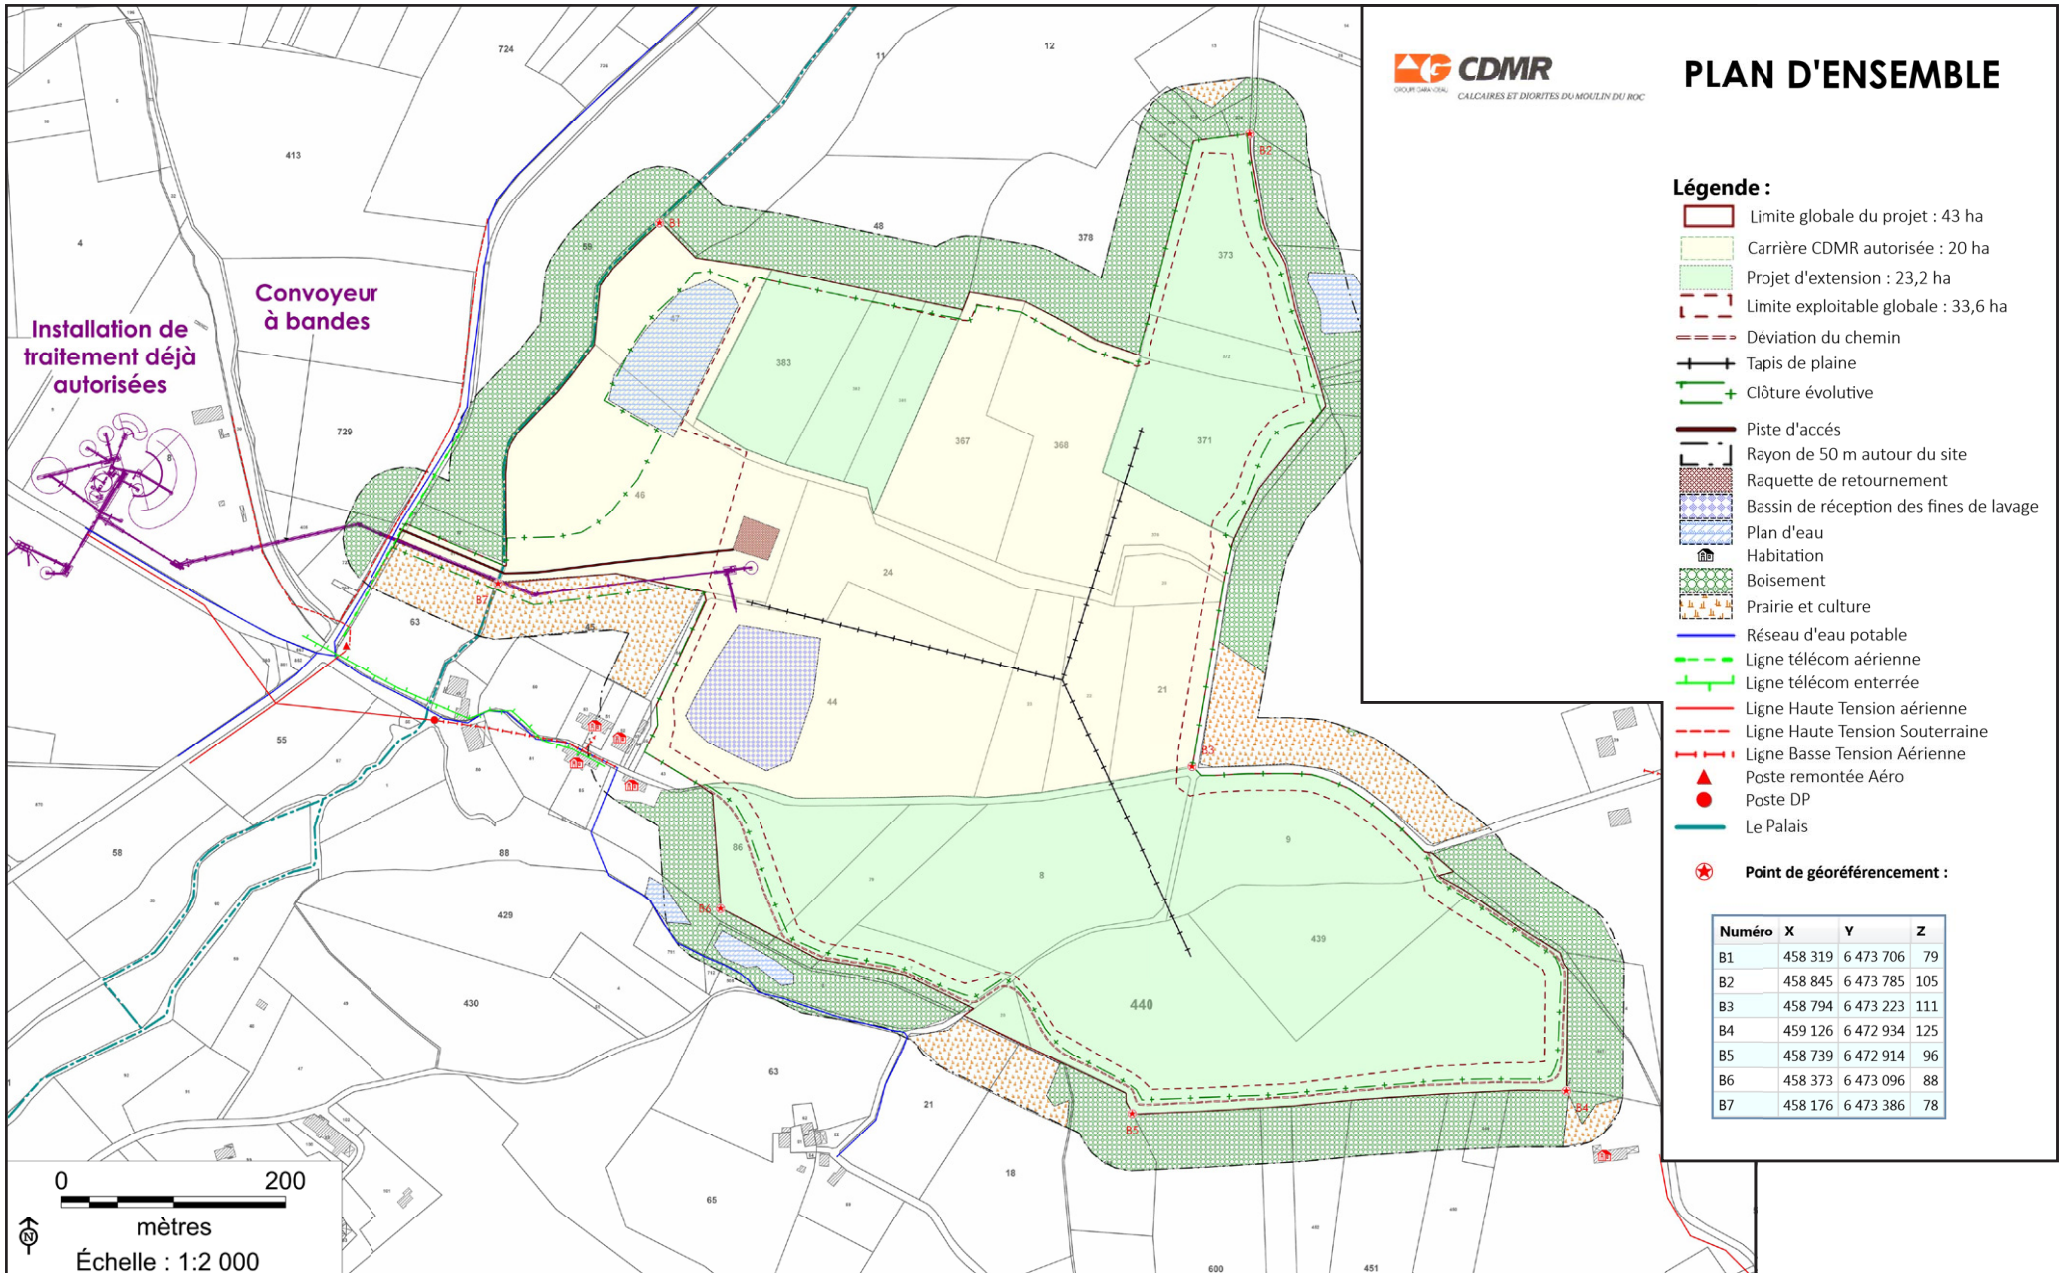 PLAN D'ENSEMBLE
CDMR
GROUPE GARANDEAU
CALCAIRES ET DIORITES DU MOULIN DU ROC
Légende :
Limite globale du projet : 43 ha
Carrière CDMR autorisée : 20 ha
Projet d'extension : 23,2 ha
Limite exploitable globale : 33,6 ha
Déviation du chemin
Tapis de plaine
Clôture évolutive
Piste d'accés
Rayon de 50 m autour du site
Raquette de retournement
Bassin de réception des fines de lavage
Plan d'eau
Habitation
Boisement
Prairie et culture
Réseau d'eau potable
Ligne télécom aérienne
Ligne télécom enterrée
Ligne Haute Tension aérienne
Ligne Haute Tension Souterraine
Ligne Basse Tension Aérienne
Poste remontée Aéro
Poste DP
Le Palais
Point de géoréférencement :
Numéro X Y Z
B1 458 319 6 473 706 79
B2 458 845 6 473 785 105
B3 458 794 6 473 223 111
B4 459 126 6 472 934 125
B5 458 739 6 472 914 96
B6 458 373 6 473 096 88
B7 458 176 6 473 386 78
Convoyeur
à bandes
Installation de
traitement déjà
autorisées
724
11
12
413
4
48
378
59
373
B1
B2
47
383
729
367
368
371
46
8
24
63
45
B7
44
21
B3
55
58
88
86
8
9
429
439
B6
430
440
63
21
B5
B4
18
65
600
451
0 200
mètres
Échelle : 1:2 000
N